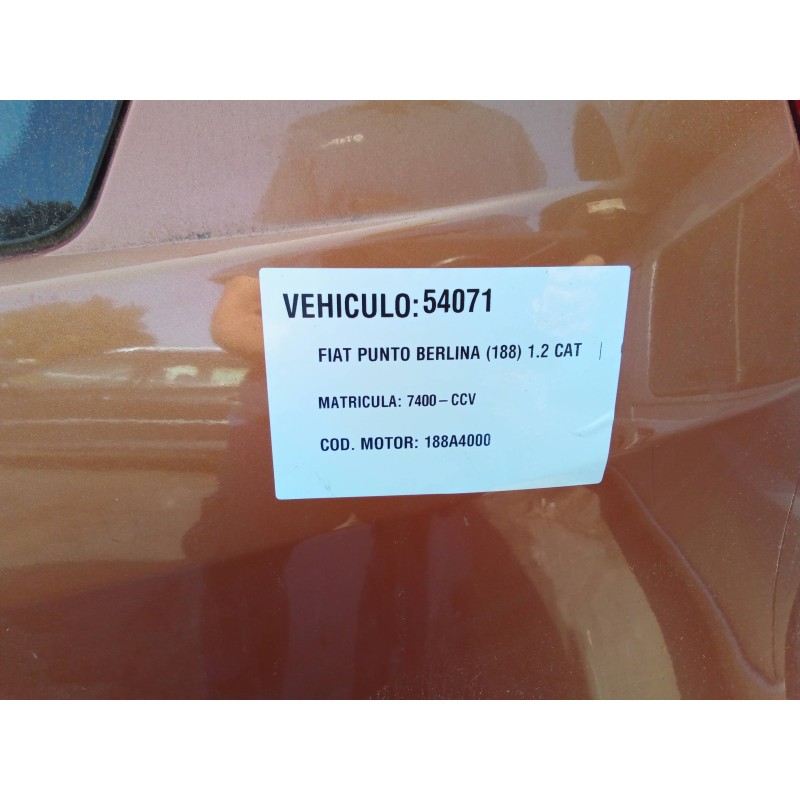 VEHICULO: 54071
FIAT PUNTO BERLINA (188) 1.2 CAT |
MATRICULA: 7400-CCV
COD. MOTOR: 188A4000